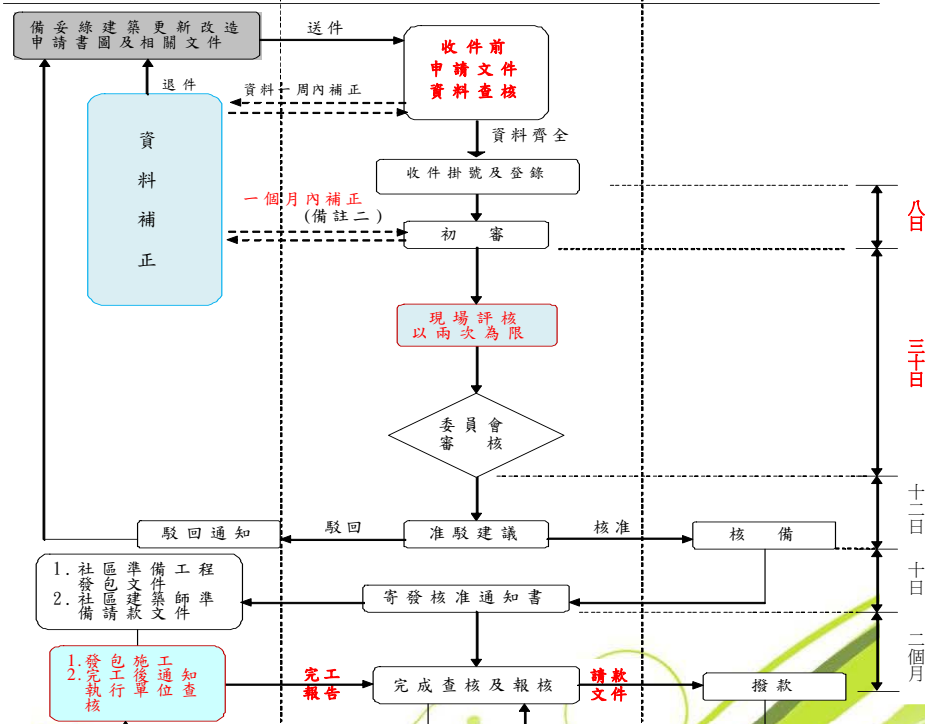 備妥綠建築更新改造
申請書圖及相關文件
送件
收件前
申請文件
資料查核
退件
資料一周內補正
資料補正
資料齊全
收件掛號及登錄
一個月內補正
(備註二)
初審
八日
現場評核
以兩次為限
三十日
委員會
審核
十二日
駁回通知
駁回
准駁建議
核准
核備
1.社區準備工程
發包文件
2.社區建築師準
備請款文件
寄發核准通知書
十日
1.發包施工
2.完工後通知
執行單位查
核
完工
報告
完成查核及報核
請款
文件
撥款
二個月